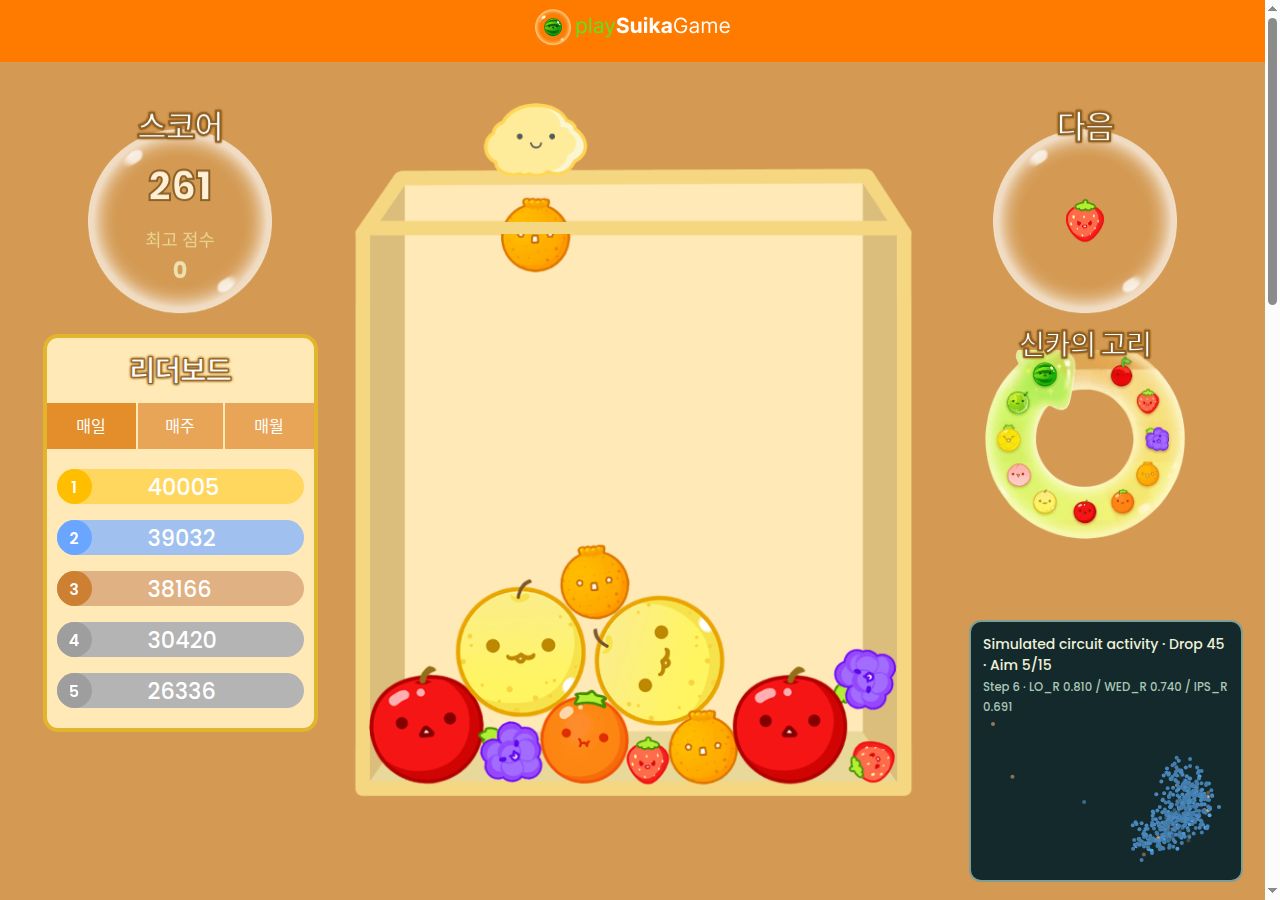 playSuikaGame
스코어
261
최고 점수
0
리더보드
매일 매주 매월
1 40005
2 39032
3 38166
4 30420
5 26336
다음
신카의 고리
Simulated circuit activity · Drop 45
· Aim 5/15
Step 6 · LO_R 0.810 / WED_R 0.740 / IPS_R
0.691